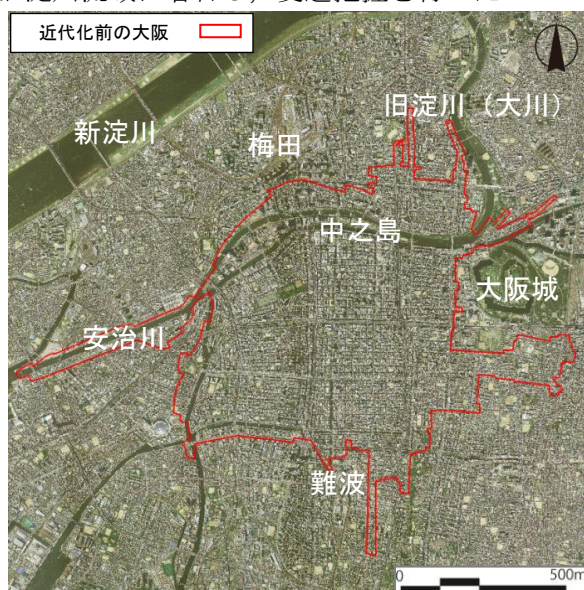 近代化前の大阪
旧淀川（大川）
新淀川
梅田
中之島
大阪城
安治川
難波
0 500m